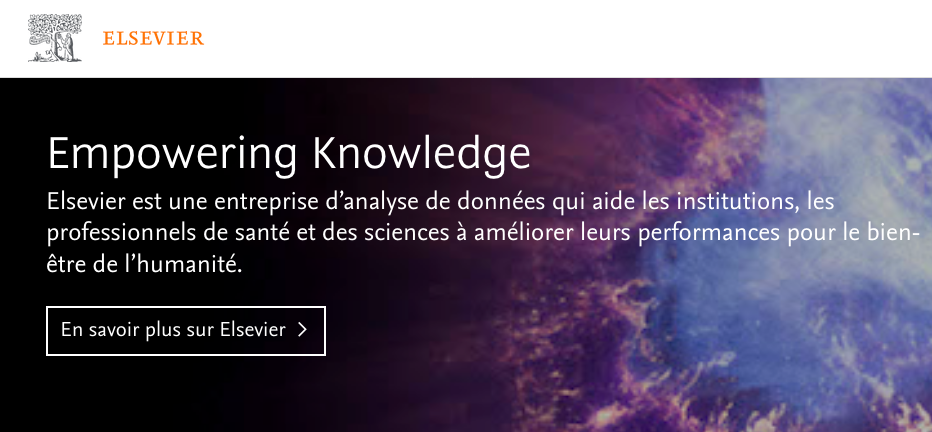 ELSEVIER
Empowering Knowledge
Elsevier est une entreprise d’analyse de données qui aide les institutions, les
professionnels de santé et des sciences à améliorer leurs performances pour le bien-
être de l’humanité.
En savoir plus sur Elsevier >